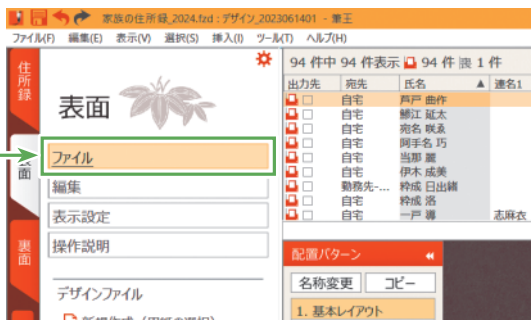 家族の住所録_2024.fzd : デザイン_2023061401 - 筆王
ファイル(F) 編集(E) 表示(V) 選択(S) 挿入(I) ツール(T) ヘルプ(H)
住所録
表面
ファイル
編集
表示設定
操作説明
デザインファイル
表面
裏面
94 件中 94 件表示 94 件 限 1 件
出力先 宛先 氏名 ▲ 連名1
自宅 芦戸 曲作
自宅 鯵江 延太
自宅 宛名 咲ゑ
自宅 阿手名 巧
自宅 当那 麗
自宅 伊木 成美
勤務先-... 粋成 日出緒
自宅 粋成 洛
自宅 一戸 導 志麻衣
配置パターン
名称変更 コピー
1. 基本レイアウト